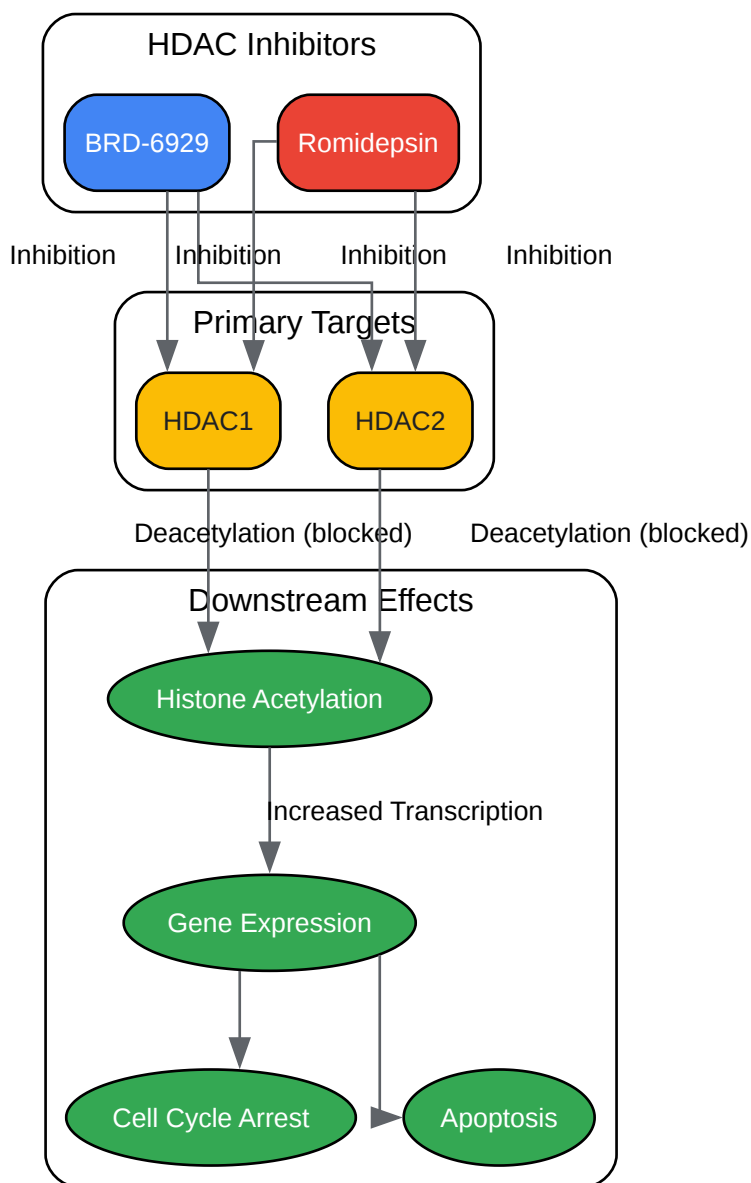 HDAC Inhibitors
BRD-6929
Romidepsin
Inhibition
Inhibition
Inhibition
Inhibition
Primary Targets
HDAC1
HDAC2
Deacetylation (blocked)
Deacetylation (blocked)
Downstream Effects
Histone Acetylation
Increased Transcription
Gene Expression
Cell Cycle Arrest
Apoptosis